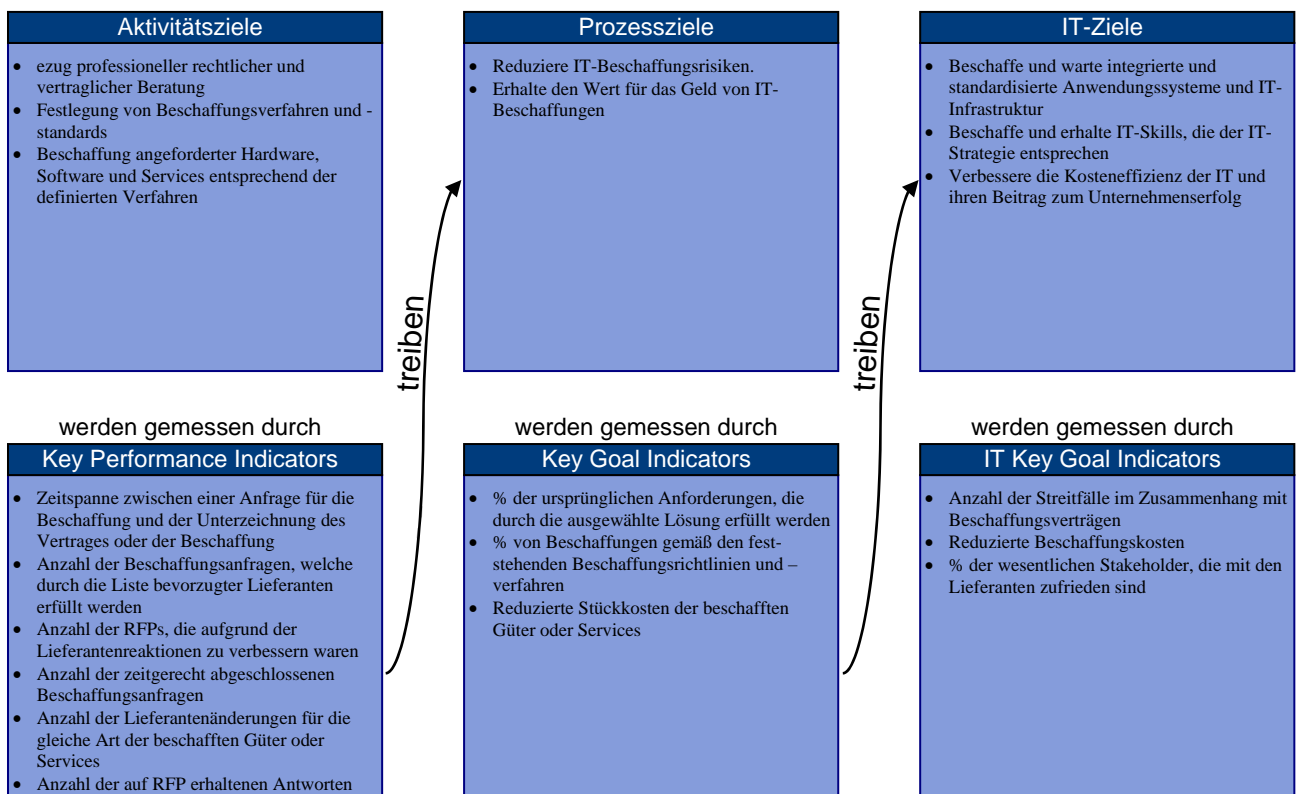 Aktivitätsziele
• ezug professioneller rechtlicher und
vertraglicher Beratung
• Festlegung von Beschaffungsverfahren und -
standards
• Beschaffung angeforderter Hardware,
Software und Services entsprechend der
definierten Verfahren
Prozessziele
• Reduziere IT-Beschaffungsrisiken.
• Erhalte den Wert für das Geld von IT-
Beschaffungen
IT-Ziele
• Beschaffe und warte integrierte und
standardisierte Anwendungssysteme und IT-
Infrastruktur
• Beschaffe und erhalte IT-Skills, die der IT-
Strategie entsprechen
• Verbessere die Kosteneffizienz der IT und
ihren Beitrag zum Unternehmenserfolg
treiben
treiben
werden gemessen durch
Key Performance Indicators
• Zeitspanne zwischen einer Anfrage für die
Beschaffung und der Unterzeichnung des
Vertrages oder der Beschaffung
• Anzahl der Beschaffungsanfragen, welche
durch die Liste bevorzugter Lieferanten
erfüllt werden
• Anzahl der RFPs, die aufgrund der
Lieferantenreaktionen zu verbessern waren
• Anzahl der zeitgerecht abgeschlossenen
Beschaffungsanfragen
• Anzahl der Lieferantenänderungen für die
gleiche Art der beschafften Güter oder
Services
• Anzahl der auf RFP erhaltenen Antworten
werden gemessen durch
Key Goal Indicators
• % der ursprünglichen Anforderungen, die
durch die ausgewählte Lösung erfüllt werden
• % von Beschaffungen gemäß den fest-
stehenden Beschaffungsrichtlinien und –
verfahren
• Reduzierte Stückkosten der beschafften
Güter oder Services
werden gemessen durch
IT Key Goal Indicators
• Anzahl der Streitfälle im Zusammenhang mit
Beschaffungsverträgen
• Reduzierte Beschaffungskosten
• % der wesentlichen Stakeholder, die mit den
Lieferanten zufrieden sind